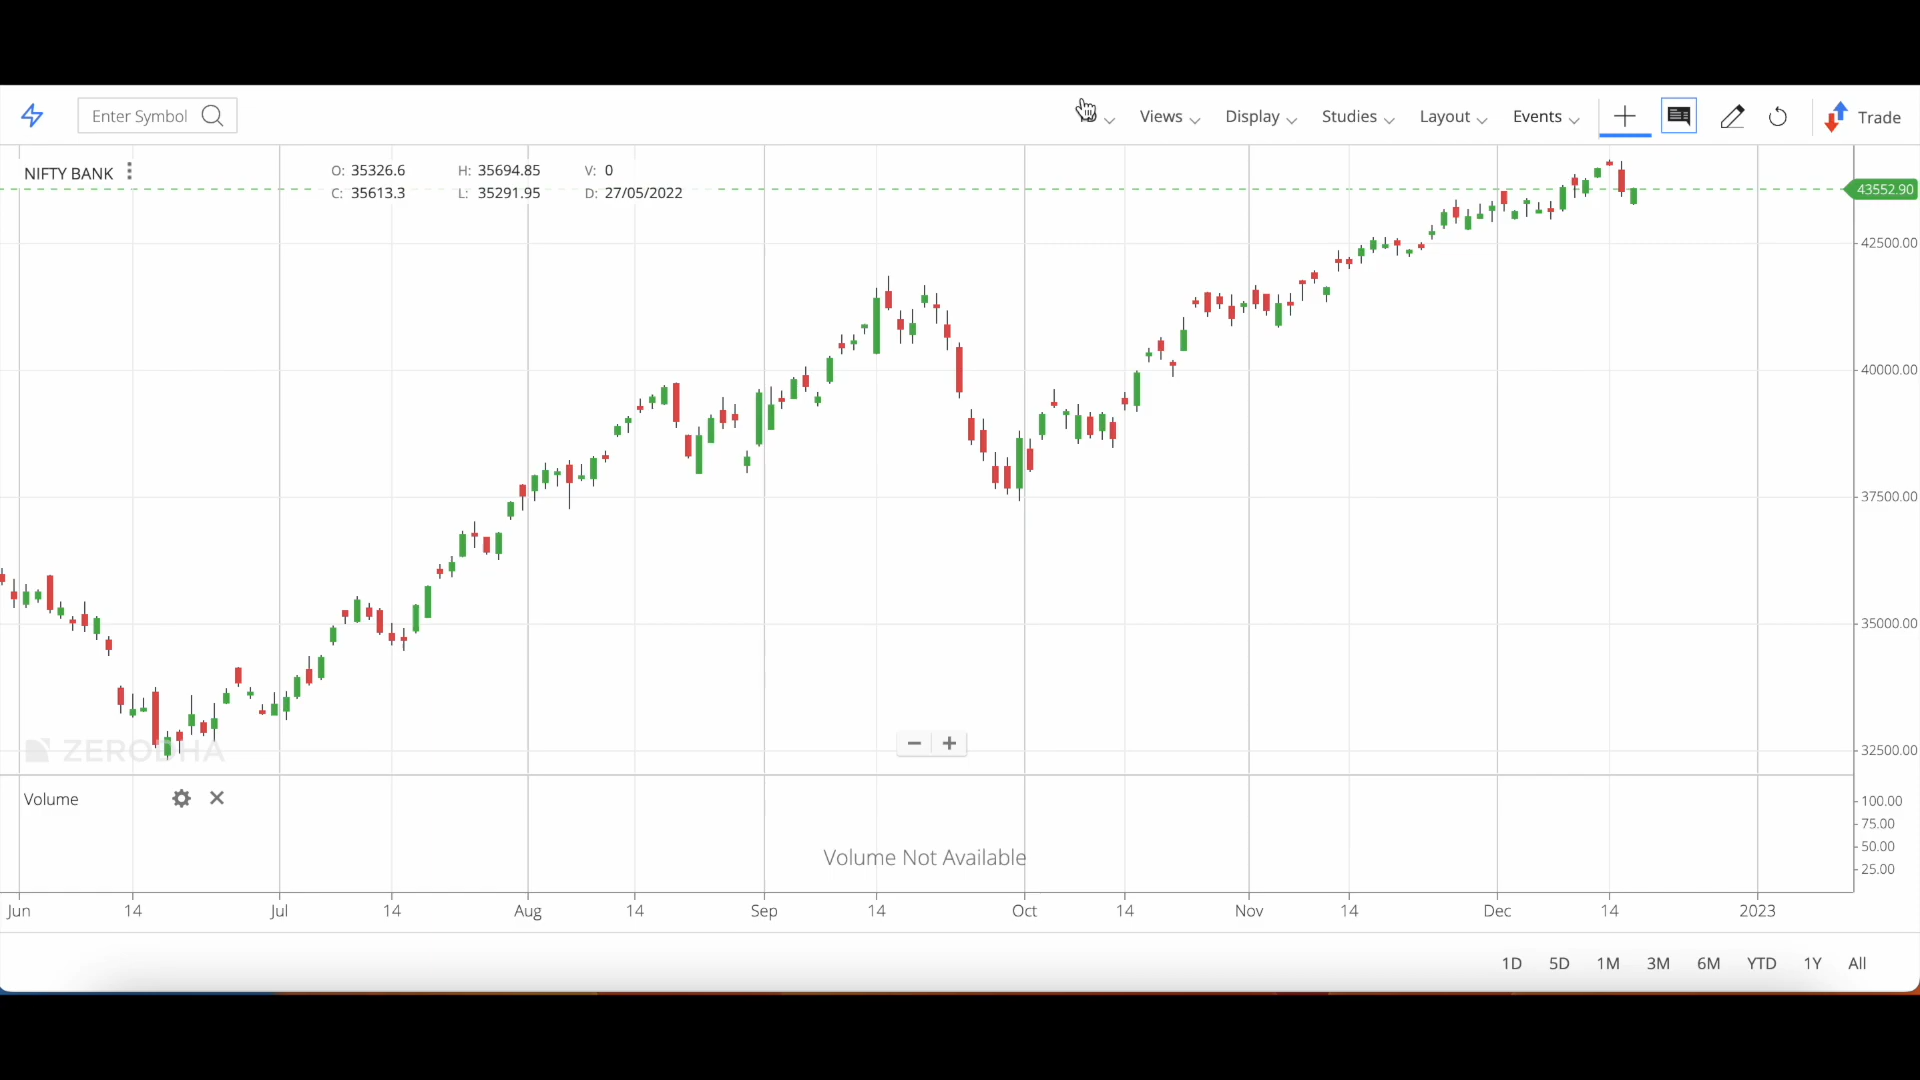 Enter Symbol
Views
Display
Studies
Layout
Events
Trade
NIFTY BANK
O: 35326.6 H: 35694.85 V: 0
C: 35613.3 L: 35291.95 D: 27/05/2022
43552.90
42500.00
40000.00
37500.00
35000.00
32500.00
ZERODHA
Volume
100.00
75.00
50.00
25.00
Volume Not Available
Jun 14 Jul 14 Aug 14 Sep 14 Oct 14 Nov 14 Dec 14 2023
1D 5D 1M 3M 6M YTD 1Y All